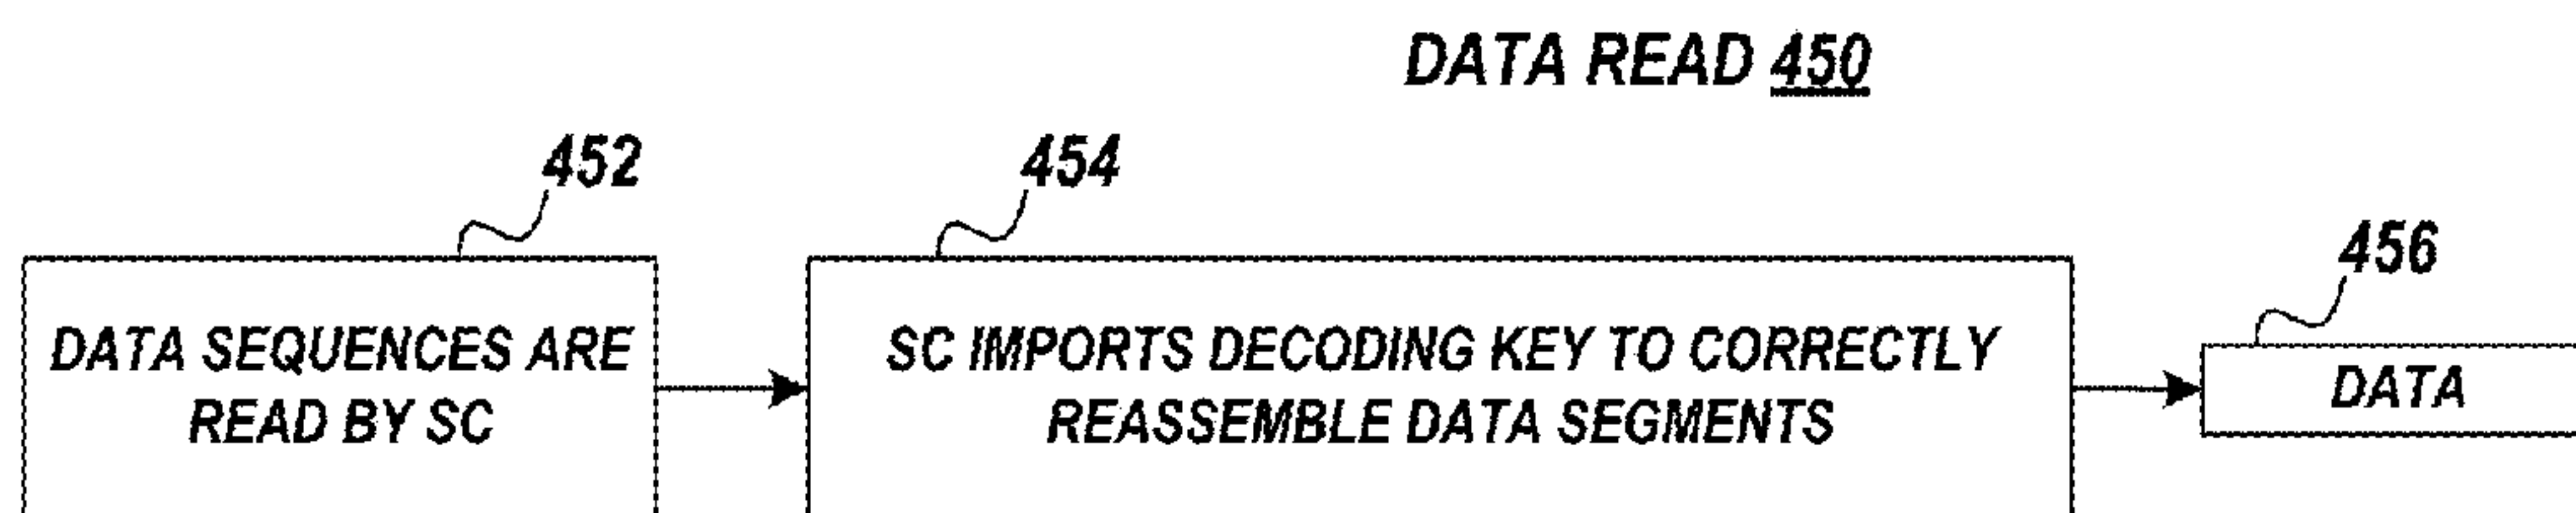 DATA READ 450
452
454
456
DATA SEQUENCES ARE
READ BY SC
SC IMPORTS DECODING KEY TO CORRECTLY
REASSEMBLE DATA SEGMENTS
DATA